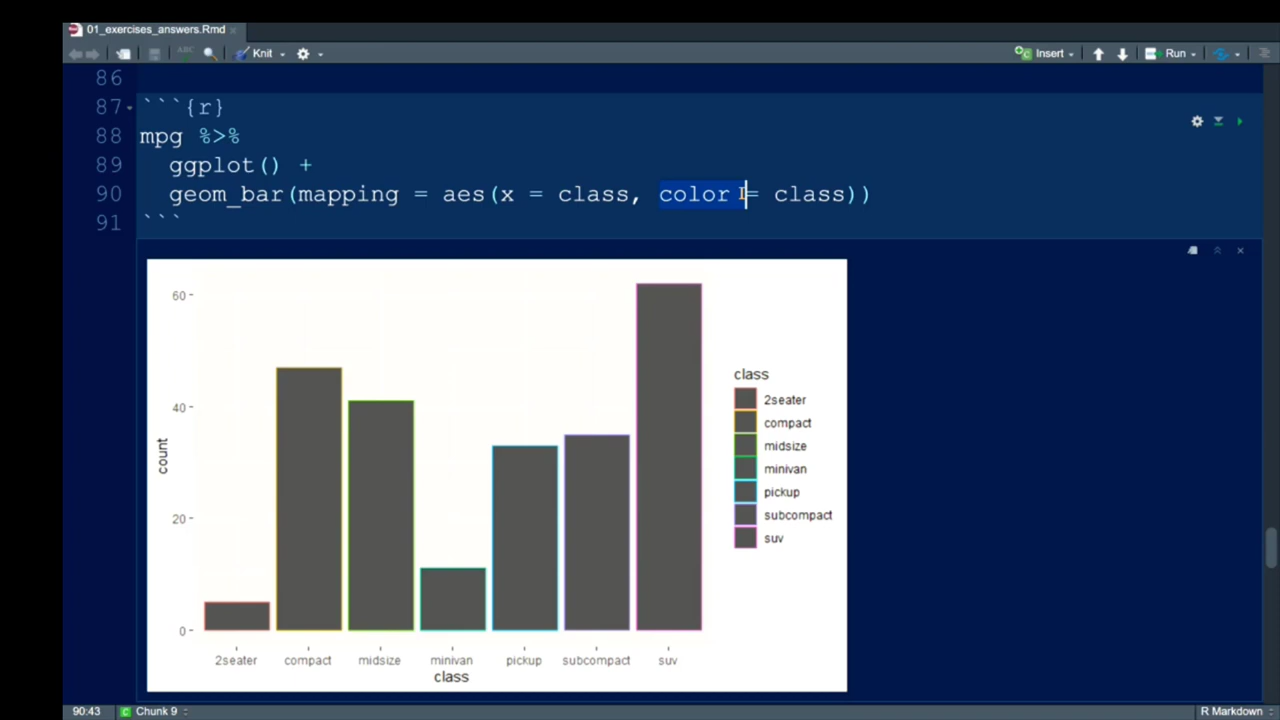 01_exercises_answers.Rmd
ABC Knit Insert Run
86
87 ```{r}
88 mpg %>%
89 ggplot() +
90 geom_bar(mapping = aes(x = class, color = class))
91 ```
60
40
20
0
count
2seater compact midsize minivan pickup subcompact suv
class
class
2seater
compact
midsize
minivan
pickup
subcompact
suv
90:43 C Chunk 9 R Markdown